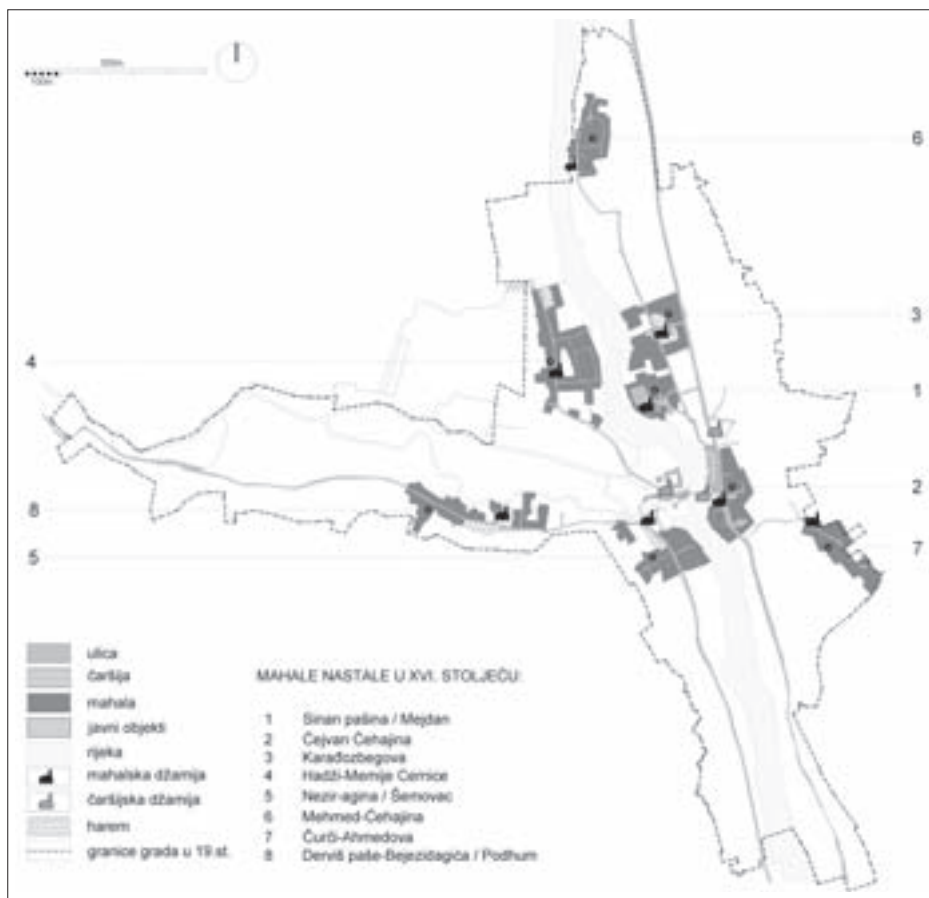 500m
100m
6
3
4
1
2
8
7
5
ulica
čaršija
mahala
javni objekti
rijeka
mahalska džamija
čaršijska džamija
harem
granice grada u 19.st.
MAHALE NASTALE U XVI. STOLJEĆU:
1 Sinan pašina / Mejdan
2 Ćejvan Ćehajina
3 Karađozbegova
4 Hadži-Memije Cernice
5 Nezir-agina / Šemovac
6 Mehmed-Ćehajina
7 Ćurči-Ahmedova
8 Derviš paše-Bejezidagića / Podhum